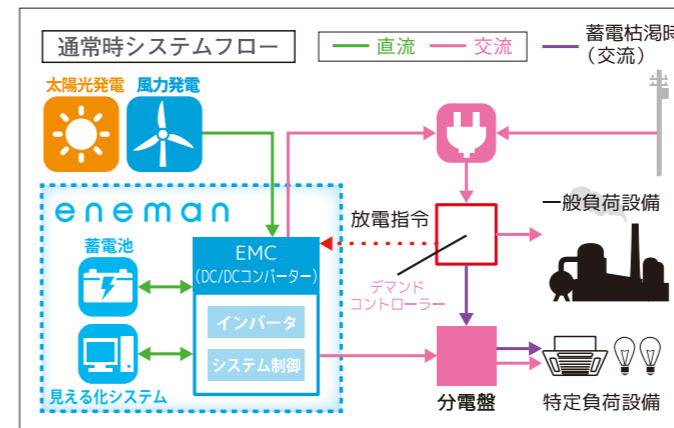 通常時システムフロー
直流
交流
蓄電枯渇時
（交流）
太陽光発電
風力発電
eneman
蓄電池
EMC
（DC/DCコンバーター）
インバータ
システム制御
見える化システム
放電指令
デマンド
コントローラー
一般負荷設備
分電盤
特定負荷設備